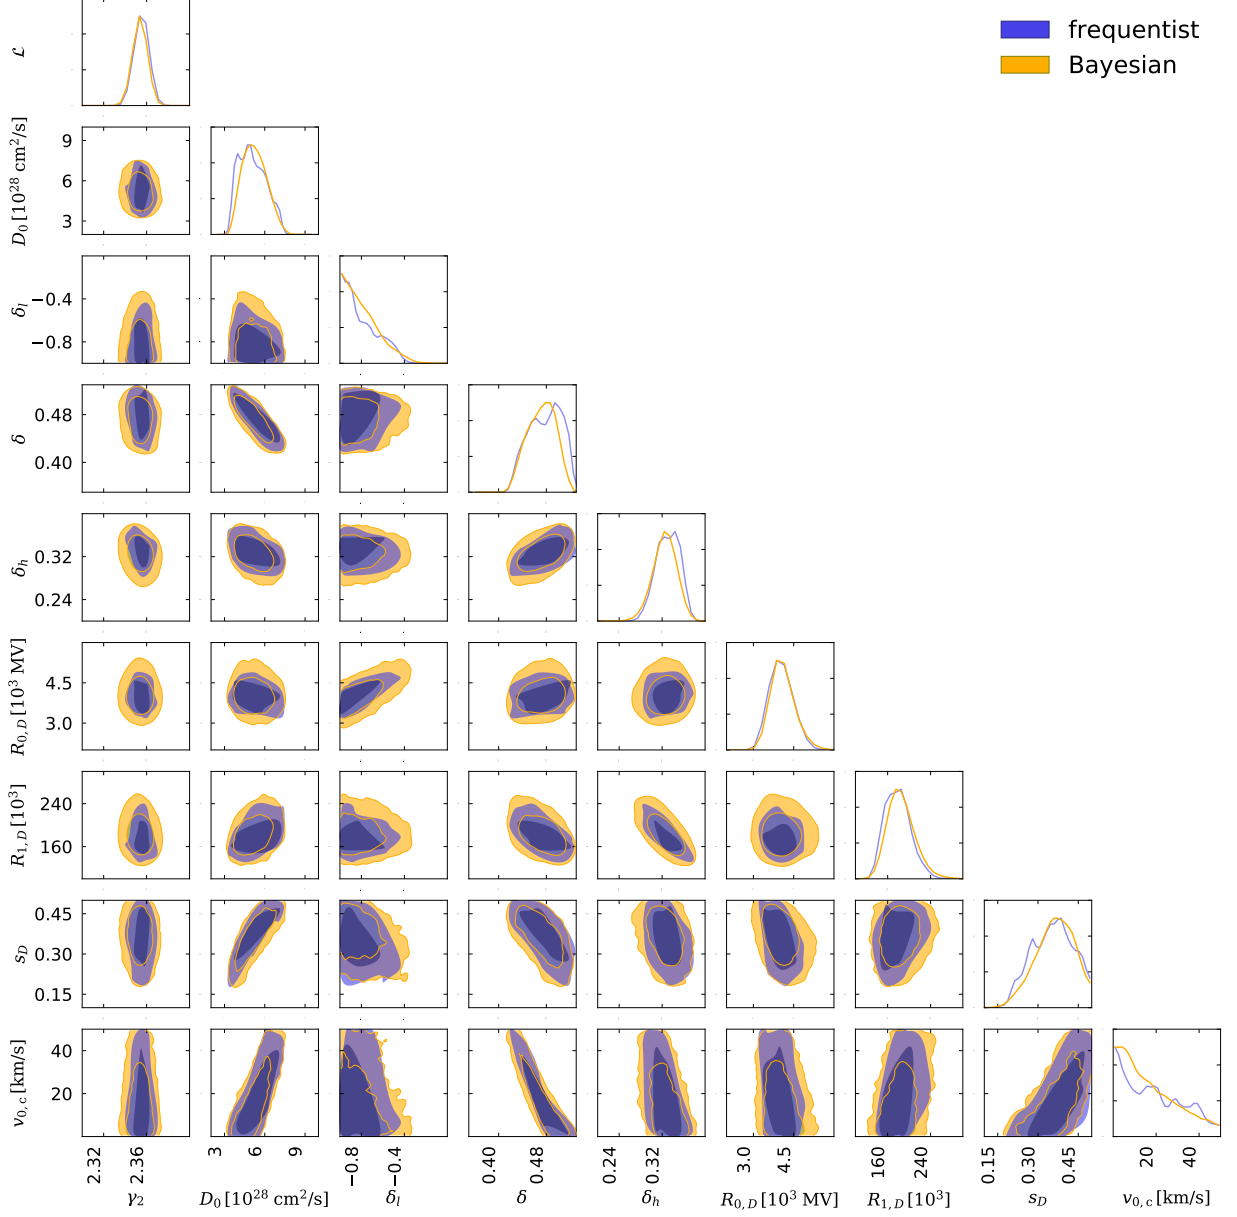 frequentist
Bayesian
ℒ
D₀ [10²⁸ cm²/s]
9
6
3
δₗ
−0.4
−0.8
δ
0.48
0.40
δₕ
0.32
0.24
R₀,D [10³ MV]
4.5
3.0
R₁,D [10³]
240
160
s_D
0.45
0.30
0.15
v₀,c [km/s]
40
20
2.32 2.36 3 6 9 −0.8 −0.4 0.40 0.48 0.24 0.32 3.0 4.5 160 240 0.15 0.30 0.45 20 40
γ₂ D₀ [10²⁸ cm²/s] δₗ δ δₕ R₀,D [10³ MV] R₁,D [10³] s_D v₀,c [km/s]